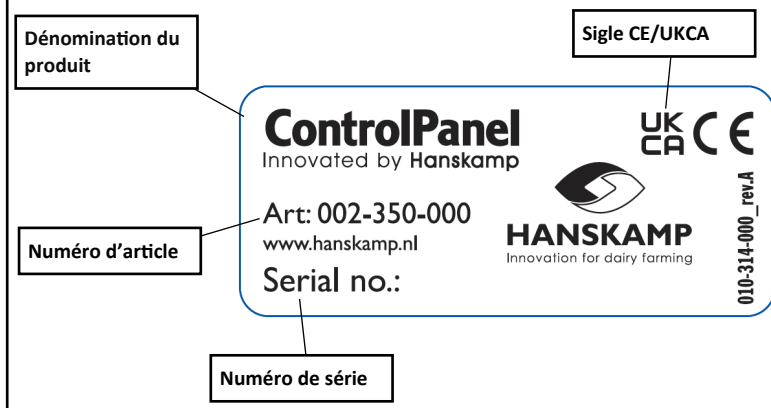 Dénomination du
produit
Sigle CE/UKCA
ControlPanel
Innovated by Hanskamp
UK
CA
CE
Art: 002-350-000
www.hanskamp.nl
Serial no.:
HANSKAMP
Innovation for dairy farming
010-314-000_rev.A
Numéro d'article
Numéro de série